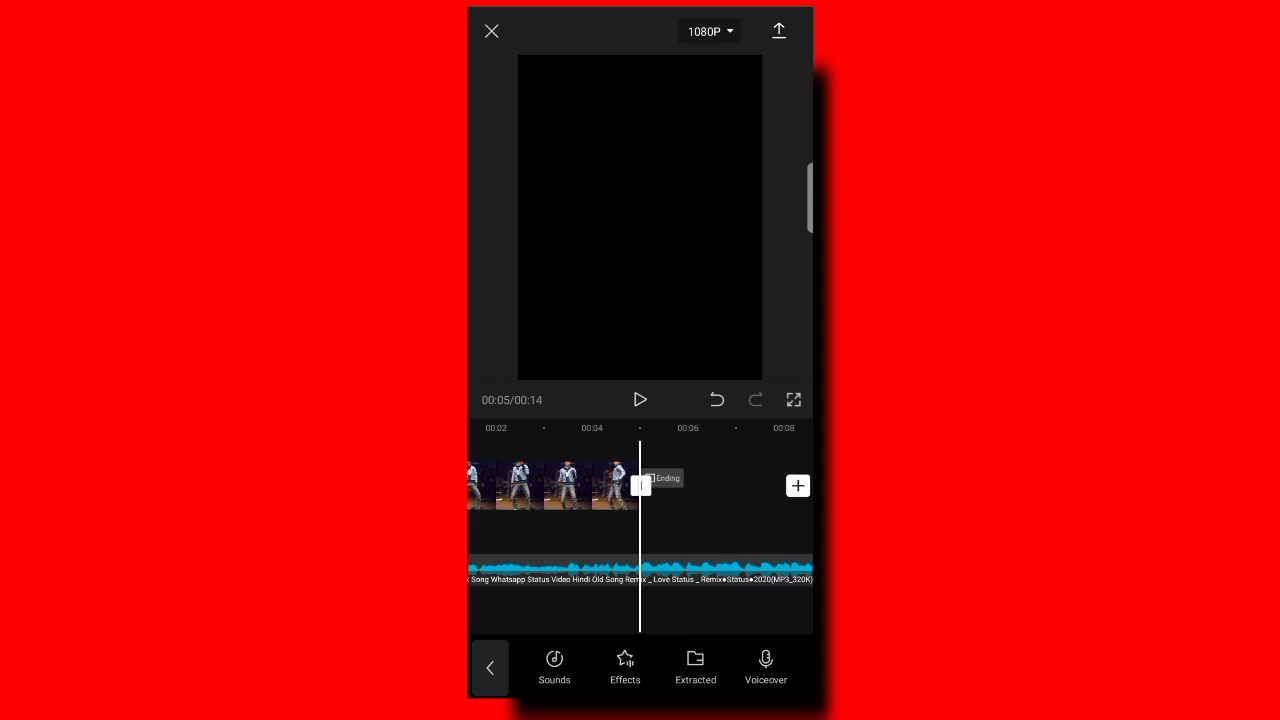 1080P
00:05/00:14
00:02 • 00:04 • 00:06 • 00:08
Ending
Song Whatsapp Status Video Hindi Old Song Remix _ Love Status _ Remix●Status●2020(MP3_320K)
Sounds Effects Extracted Voiceover